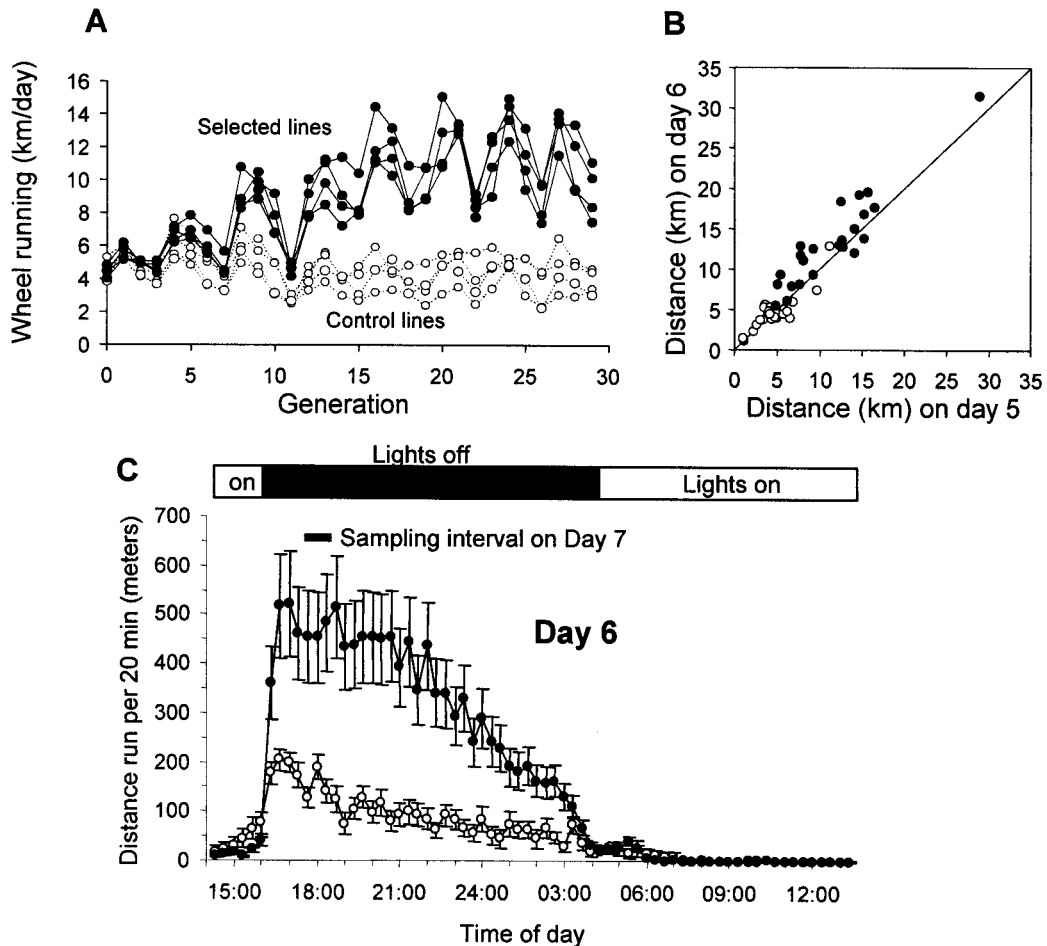 A
Wheel running (km/day)
16
14
12
10
8
6
4
2
0
Selected lines
Control lines
0 5 10 15 20 25 30
Generation
B
Distance (km) on day 6
35
30
25
20
15
10
5
0
0 5 10 15 20 25 30 35
Distance (km) on day 5
C
Lights off
on
Lights on
Distance run per 20 min (meters)
700
600
500
400
300
200
100
0
Sampling interval on Day 7
Day 6
15:00 18:00 21:00 24:00 03:00 06:00 09:00 12:00
Time of day